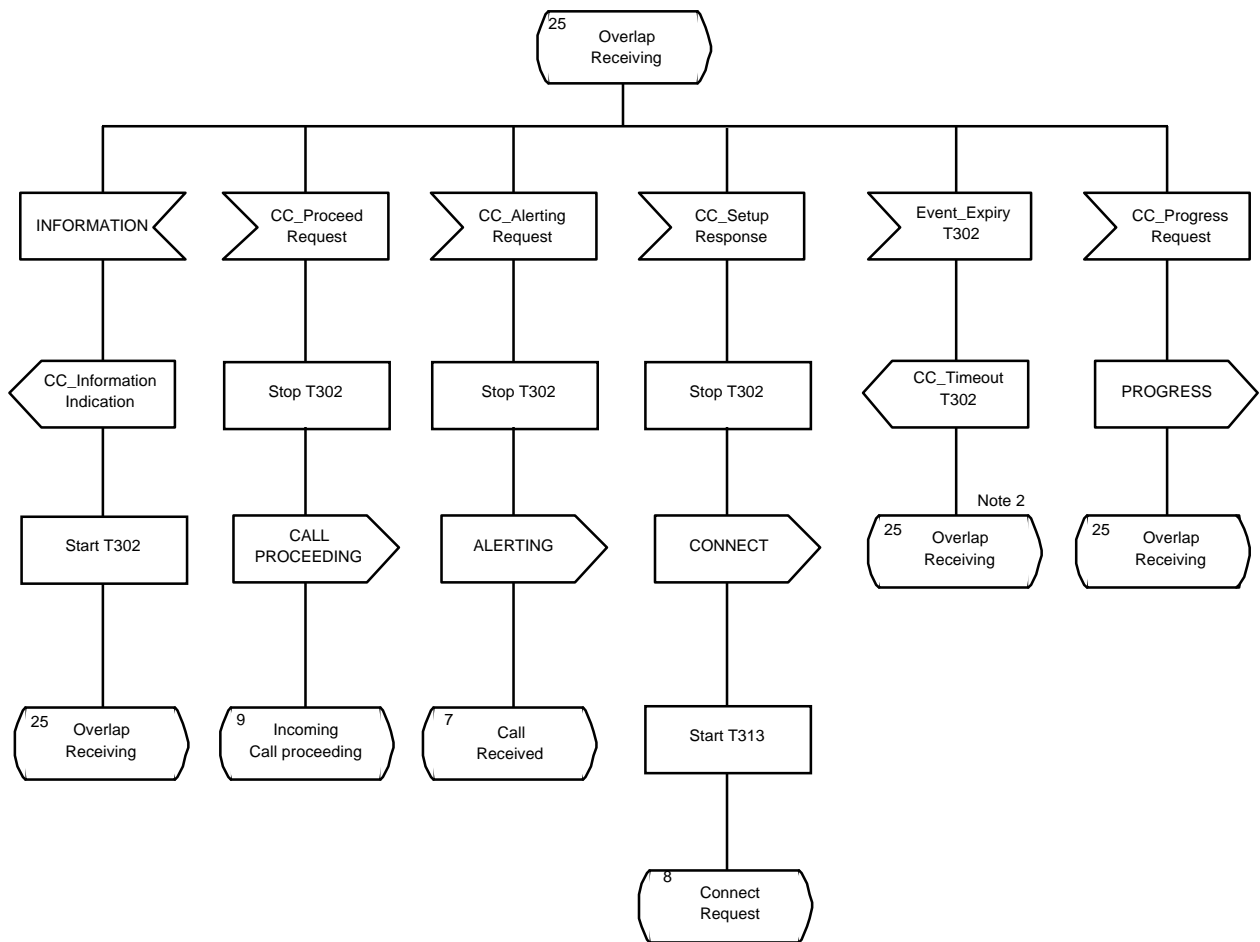 25
Overlap
Receiving
INFORMATION
CC_Proceed
Request
CC_Alerting
Request
CC_Setup
Response
Event_Expiry
T302
CC_Progress
Request
CC_Information
Indication
Stop T302
Stop T302
Stop T302
CC_Timeout
T302
PROGRESS
Start T302
CALL
PROCEEDING
ALERTING
CONNECT
Note 2
25
Overlap
Receiving
25
Overlap
Receiving
25
Overlap
Receiving
9
Incoming
Call proceeding
7
Call
Received
Start T313
8
Connect
Request